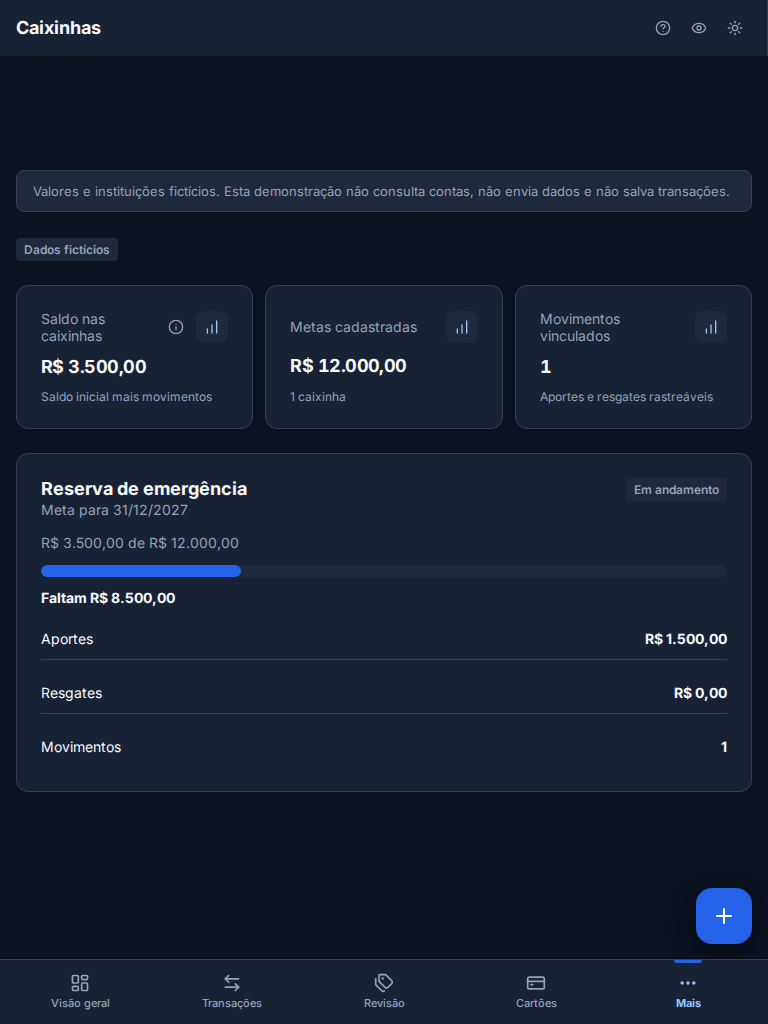 Caixinhas
Valores e instituições fictícios. Esta demonstração não consulta contas, não envia dados e não salva transações.
Dados fictícios
Saldo nas
caixinhas
R$ 3.500,00
Saldo inicial mais movimentos
Metas cadastradas
R$ 12.000,00
1 caixinha
Movimentos
vinculados
1
Aportes e resgates rastreáveis
Reserva de emergência
Em andamento
Meta para 31/12/2027
R$ 3.500,00 de R$ 12.000,00
Faltam R$ 8.500,00
Aportes R$ 1.500,00
Resgates R$ 0,00
Movimentos 1
Visão geral
Transações
Revisão
Cartões
Mais